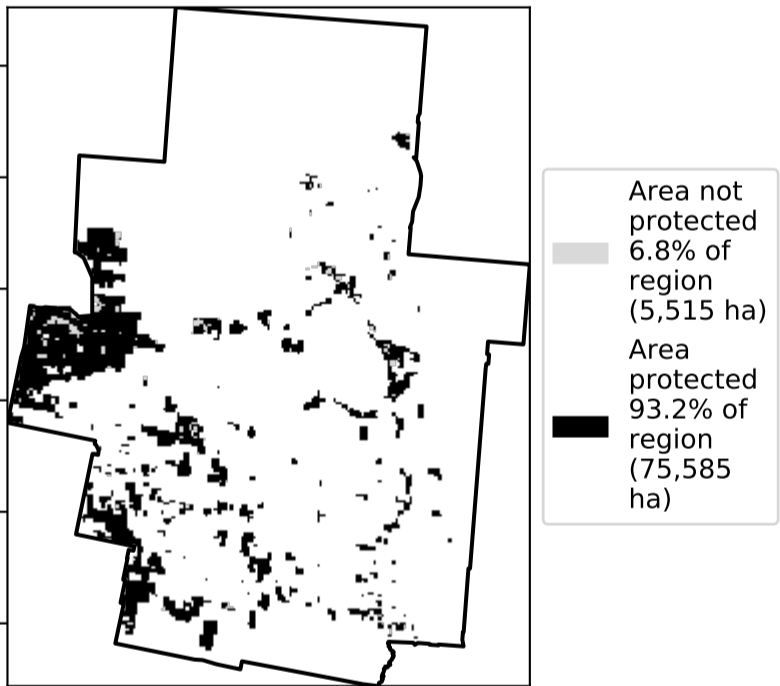 Area not
protected
6.8% of
region
(5,515 ha)
Area
protected
93.2% of
region
(75,585
ha)